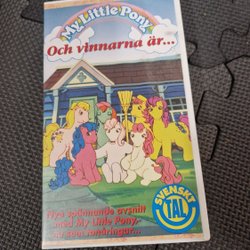 My Little Pony
Och vinnarna är...
SVENSKT
TAL
Nya spännande avsnitt
med My Little Pony,